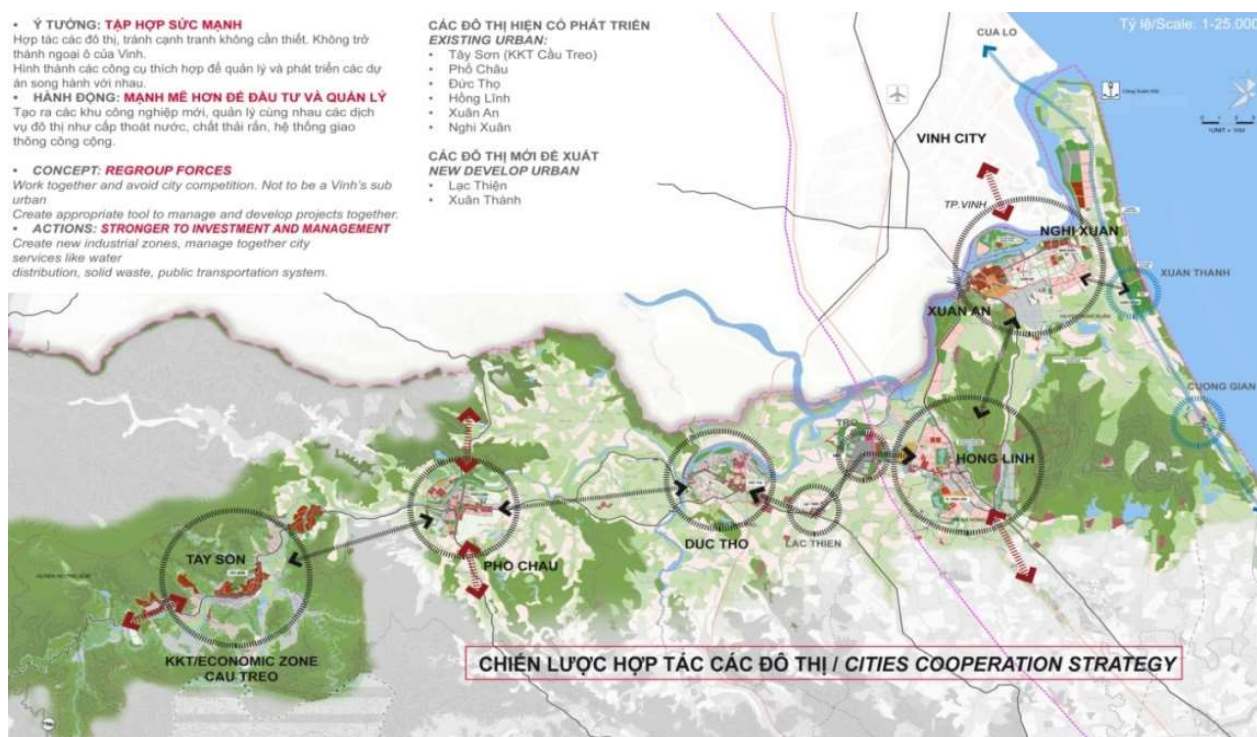 • Ý TƯỞNG: TẬP HỢP SỨC MẠNH
Hợp tác các đô thị, tránh cạnh tranh không cần thiết. Không trở
thành ngoại ô của Vinh.
Hình thành các công cụ thích hợp để quản lý và phát triển các dự
án song hành với nhau.
• HÀNH ĐỘNG: MẠNH MẼ HƠN ĐỂ ĐẦU TƯ VÀ QUẢN LÝ
Tạo ra các khu công nghiệp mới, quản lý cùng nhau các dịch
vụ đô thị như cấp thoát nước, chất thải rắn, hệ thống giao
thông công cộng.
• CONCEPT: REGROUP FORCES
Work together and avoid city competition. Not to be a Vinh's sub
urban
Create appropriate tool to manage and develop projects together.
• ACTIONS: STRONGER TO INVESTMENT AND MANAGEMENT
Create new industrial zones, manage together city
services like water
distribution, solid waste, public transportation system.
CÁC ĐÔ THỊ HIỆN CÓ PHÁT TRIỂN
EXISTING URBAN:
• Tây Sơn (KKT Cầu Treo)
• Phố Châu
• Đức Thọ
• Hồng Lĩnh
• Xuân An
• Nghi Xuân
CÁC ĐÔ THỊ MỚI ĐỀ XUẤT
NEW DEVELOP URBAN
• Lạc Thiện
• Xuân Thành
Tỷ lệ/Scale: 1-25.000
CUA LO
VINH CITY
TP.VINH
NGHI XUAN
XUAN THANH
XUAN AN
CUONG GIAN
TRO
HONG LINH
DUC THO
LAC THIEN
PHO CHAU
TAY SON
KKT/ECONOMIC ZONE
CAU TREO
CHIẾN LƯỢC HỢP TÁC CÁC ĐÔ THỊ / CITIES COOPERATION STRATEGY